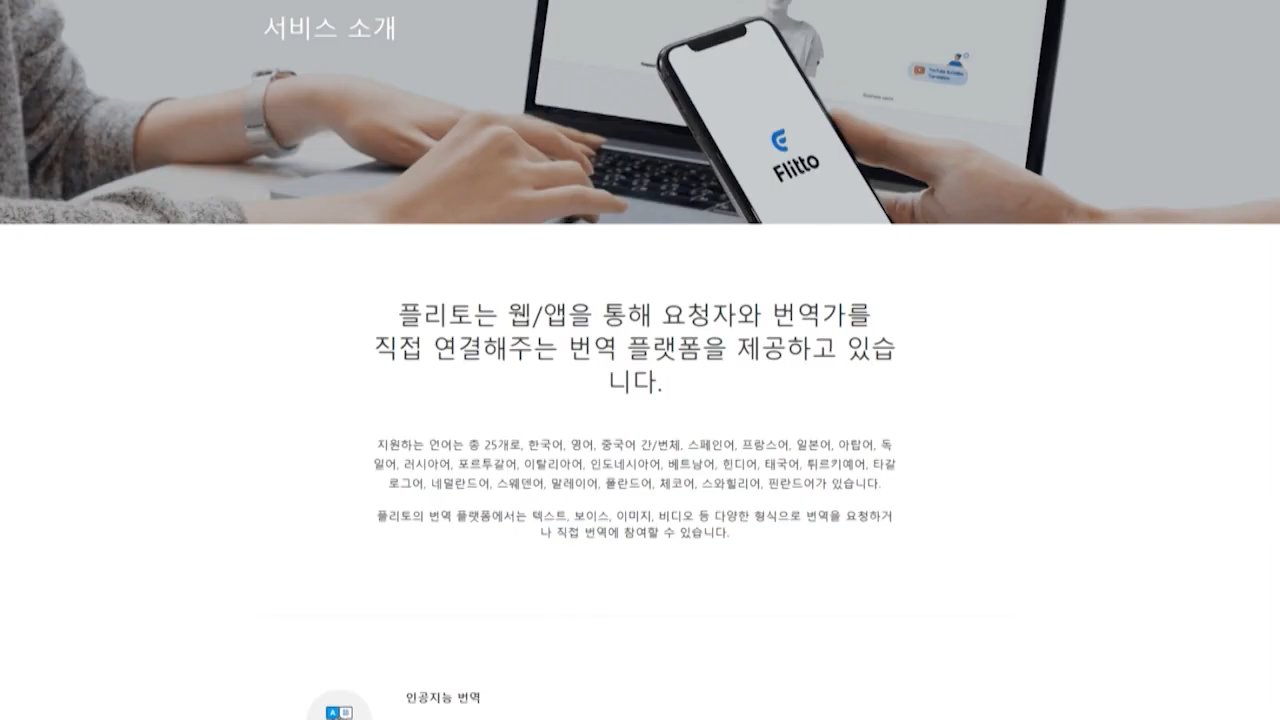 서비스 소개
Flitto
플리토는 웹/앱을 통해 요청자와 번역가를
직접 연결해주는 번역 플랫폼을 제공하고 있습
니다.
지원하는 언어는 총 25개로, 한국어, 영어, 중국어 간/번체, 스페인어, 프랑스어, 일본어, 아랍어, 독
일어, 러시아어, 포르투갈어, 이탈리아어, 인도네시아어, 베트남어, 힌디어, 태국어, 튀르키예어, 타갈
로그어, 네덜란드어, 스웨덴어, 말레이어, 폴란드어, 체코어, 스와힐리어, 핀란드어가 있습니다.
플리토의 번역 플랫폼에서는 텍스트, 보이스, 이미지, 비디오 등 다양한 형식으로 번역을 요청하거
나 직접 번역에 참여할 수 있습니다.
인공지능 번역